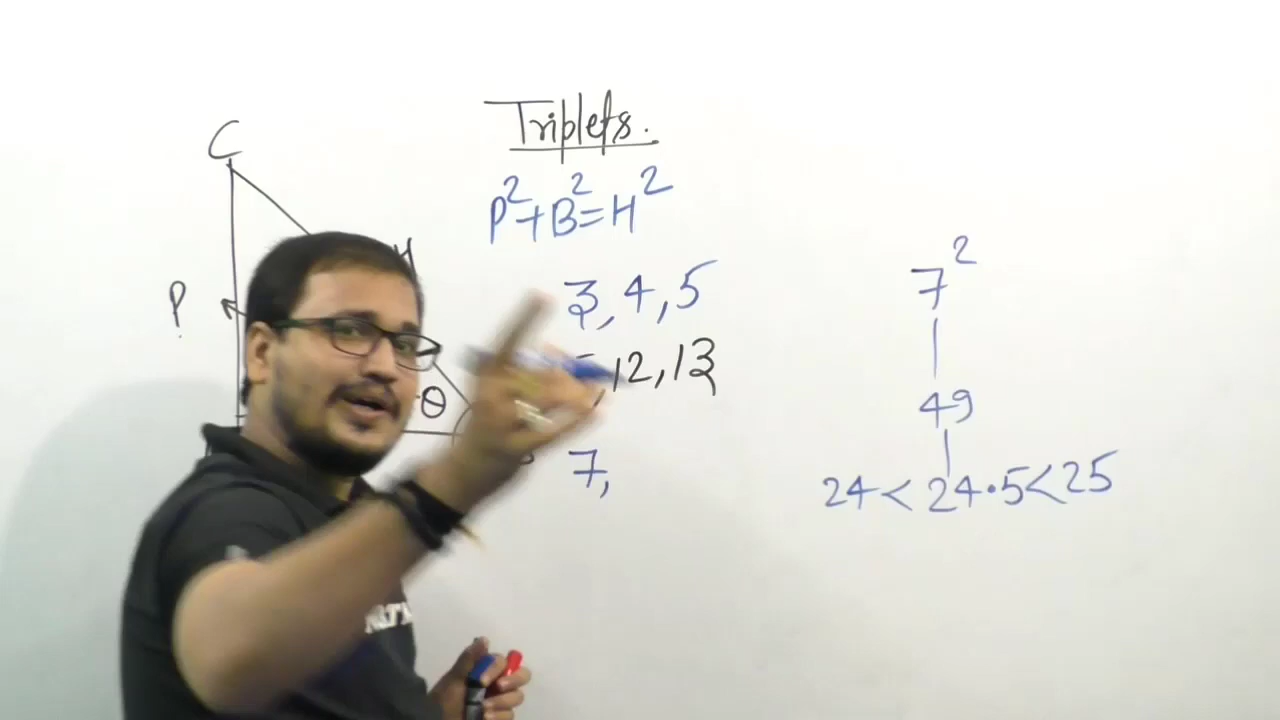 Triplets.
C
P²+B²=H²
7²
P
3, 4, 5
,12,13
49
θ
7,
24<24.5<25